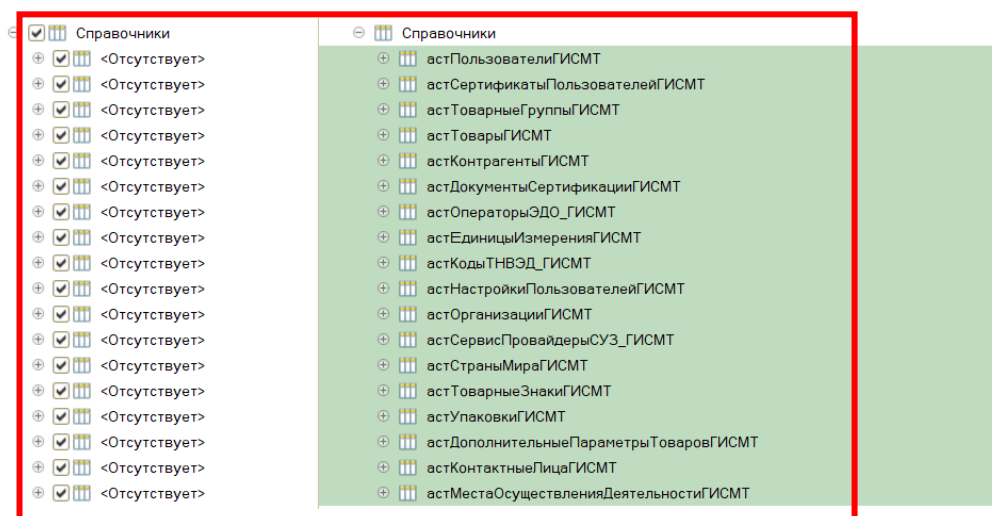 Справочники Справочники
<Отсутствует> астПользователиГИСМТ
<Отсутствует> астСертификатыПользователейГИСМТ
<Отсутствует> астТоварныеГруппыГИСМТ
<Отсутствует> астТоварыГИСМТ
<Отсутствует> астКонтрагентыГИСМТ
<Отсутствует> астДокументыСертификацииГИСМТ
<Отсутствует> астОператорыЭДО_ГИСМТ
<Отсутствует> астЕдиницыИзмеренияГИСМТ
<Отсутствует> астКодыТНВЭД_ГИСМТ
<Отсутствует> астНастройкиПользователейГИСМТ
<Отсутствует> астОрганизацииГИСМТ
<Отсутствует> астСервисПровайдерыСУЗ_ГИСМТ
<Отсутствует> астСтраныМираГИСМТ
<Отсутствует> астТоварныеЗнакиГИСМТ
<Отсутствует> астУпаковкиГИСМТ
<Отсутствует> астДополнительныеПараметрыТоваровГИСМТ
<Отсутствует> астКонтактныеЛицаГИСМТ
<Отсутствует> астМестаОсуществленияДеятельностиГИСМТ